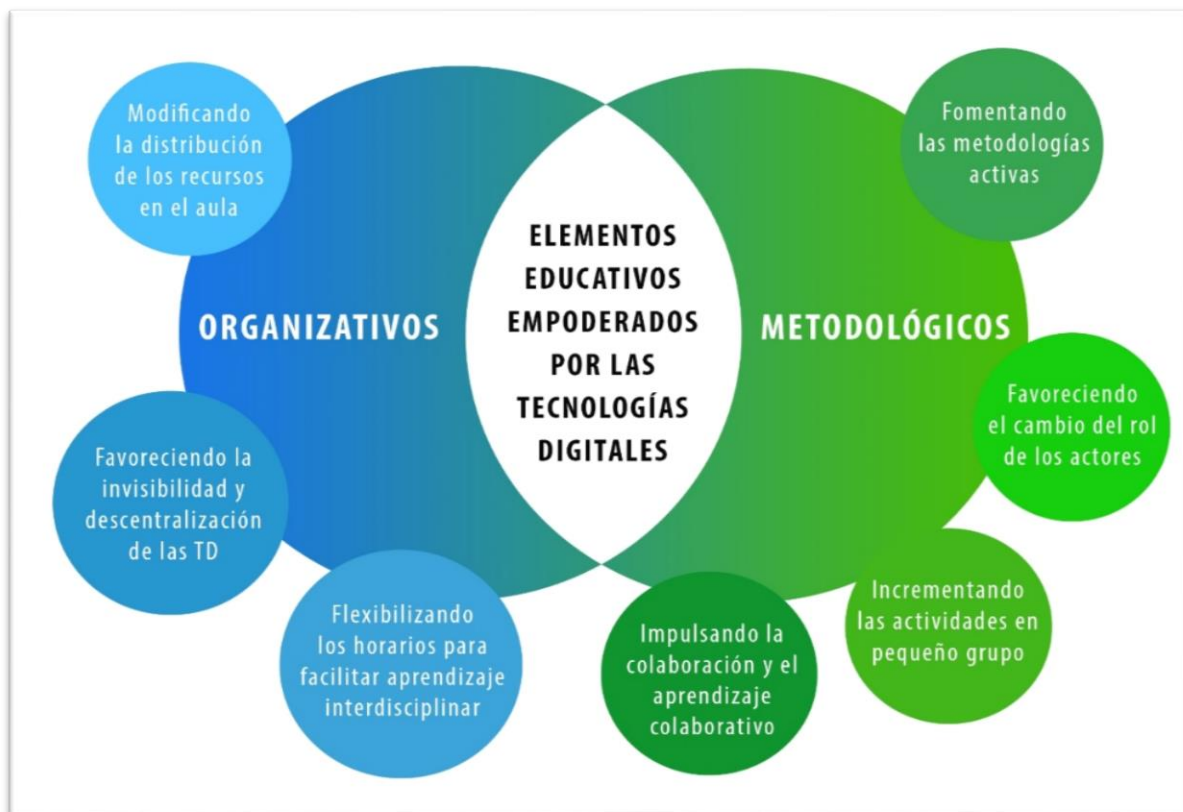 Modificando
la distribución
de los recursos
en el aula
Fomentando
las metodologías
activas
ELEMENTOS
EDUCATIVOS
EMPODERADOS
POR LAS
TECNOLOGÍAS
DIGITALES
ORGANIZATIVOS
METODOLÓGICOS
Favoreciendo
el cambio del rol
de los actores
Favoreciendo la
invisibilidad y
descentralización
de las TD
Flexibilizando
los horarios para
facilitar aprendizaje
interdisciplinar
Impulsando la
colaboración y el
aprendizaje
colaborativo
Incrementando
las actividades en
pequeño grupo